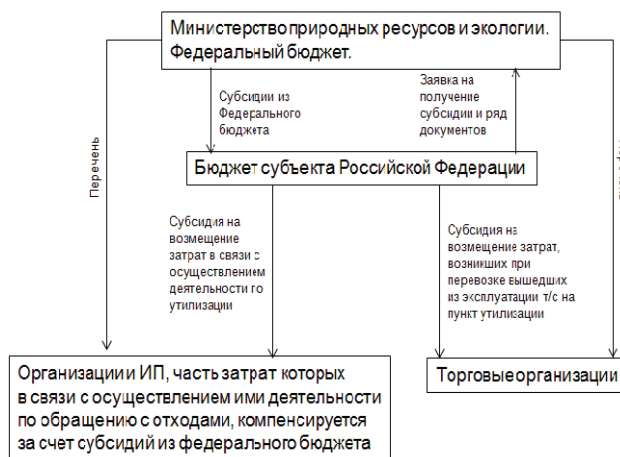 Министерство природных ресурсов и экологии.
Федеральный бюджет.
Субсидии из
Федерального
бюджета
Заявка на
получение
субсидии и ряд
документов
Перечень
Бюджет субъекта Российской Федерации
Субсидия на
возмещение
затрат в связи с
осуществлением
деятельности по
утилизации
Субсидия на
возмещение затрат,
возникших при
перевозке вышедших
из эксплуатации т/с на
пункт утилизации
Организации и ИП, часть затрат которых
в связи с осуществлением ими деятельности
по обращению с отходами, компенсируется
за счет субсидий из федерального бюджета
Торговые организации